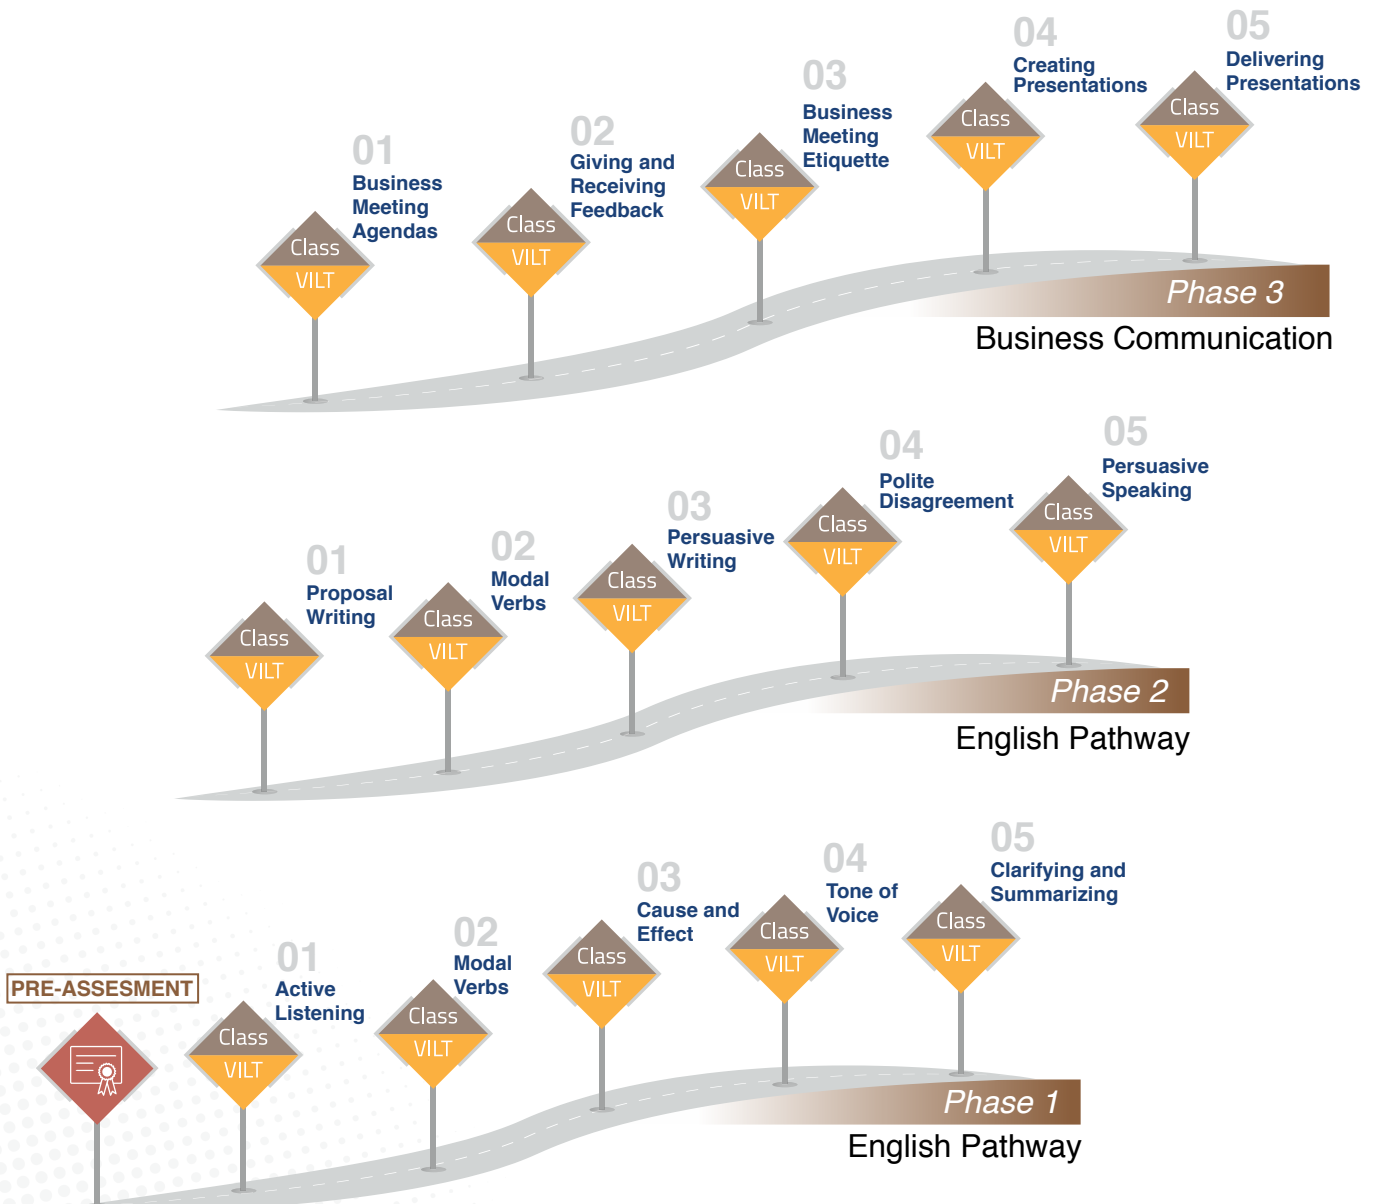 01
Business
Meeting
Agendas
Class
VILT
02
Giving and
Receiving
Feedback
Class
VILT
03
Business
Meeting
Etiquette
Class
VILT
04
Creating
Presentations
Class
VILT
05
Delivering
Presentations
Class
VILT
Phase 3
Business Communication
01
Proposal
Writing
Class
VILT
02
Modal
Verbs
Class
VILT
03
Persuasive
Writing
Class
VILT
04
Polite
Disagreement
Class
VILT
05
Persuasive
Speaking
Class
VILT
Phase 2
English Pathway
PRE-ASSESMENT
01
Active
Listening
Class
VILT
02
Modal
Verbs
Class
VILT
03
Cause and
Effect
Class
VILT
04
Tone of
Voice
Class
VILT
05
Clarifying and
Summarizing
Class
VILT
Phase 1
English Pathway